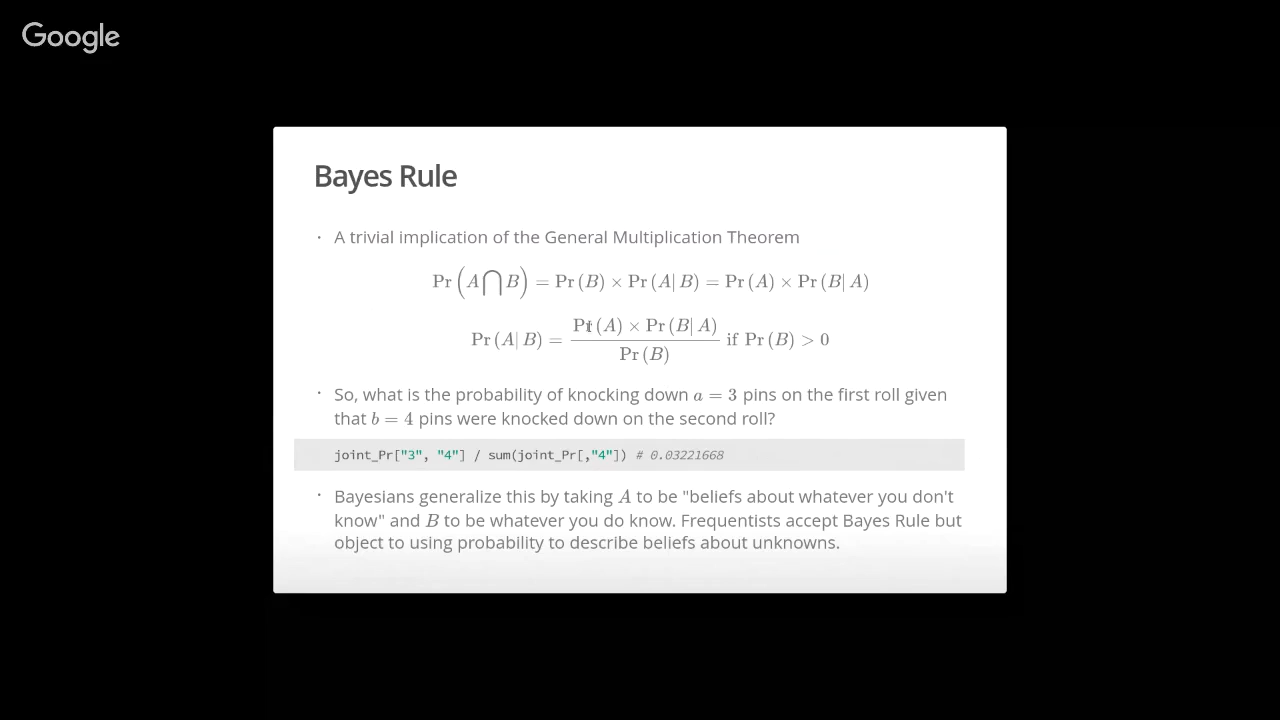 Google
Bayes Rule
· A trivial implication of the General Multiplication Theorem
Pr (A ⋂ B) = Pr (B) × Pr (A| B) = Pr (A) × Pr (B| A)
Pr (A| B) = Pr (A) × Pr (B| A) / Pr (B) if Pr (B) > 0
· So, what is the probability of knocking down a = 3 pins on the first roll given
that b = 4 pins were knocked down on the second roll?
joint_Pr["3", "4"] / sum(joint_Pr[,"4"]) # 0.03221668
· Bayesians generalize this by taking A to be "beliefs about whatever you don't
know" and B to be whatever you do know. Frequentists accept Bayes Rule but
object to using probability to describe beliefs about unknowns.